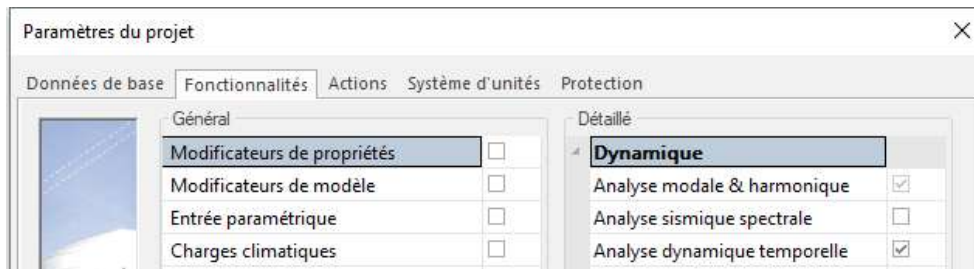 Paramètres du projet
Données de base Fonctionnalités Actions Système d'unités Protection
Général
Modificateurs de propriétés
Modificateurs de modèle
Entrée paramétrique
Charges climatiques
Détaillé
Dynamique
Analyse modale & harmonique
Analyse sismique spectrale
Analyse dynamique temporelle